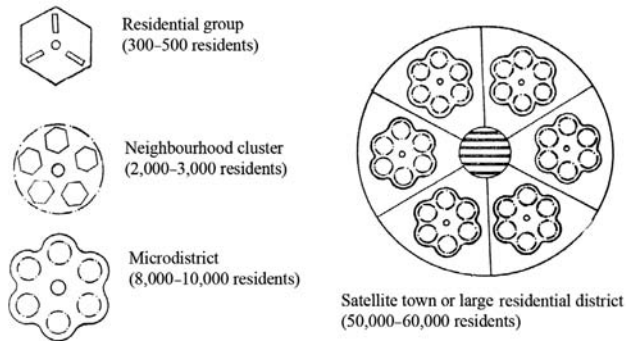 Residential group
(300–500 residents)
Neighbourhood cluster
(2,000–3,000 residents)
Microdistrict
(8,000–10,000 residents)
Satellite town or large residential district
(50,000–60,000 residents)